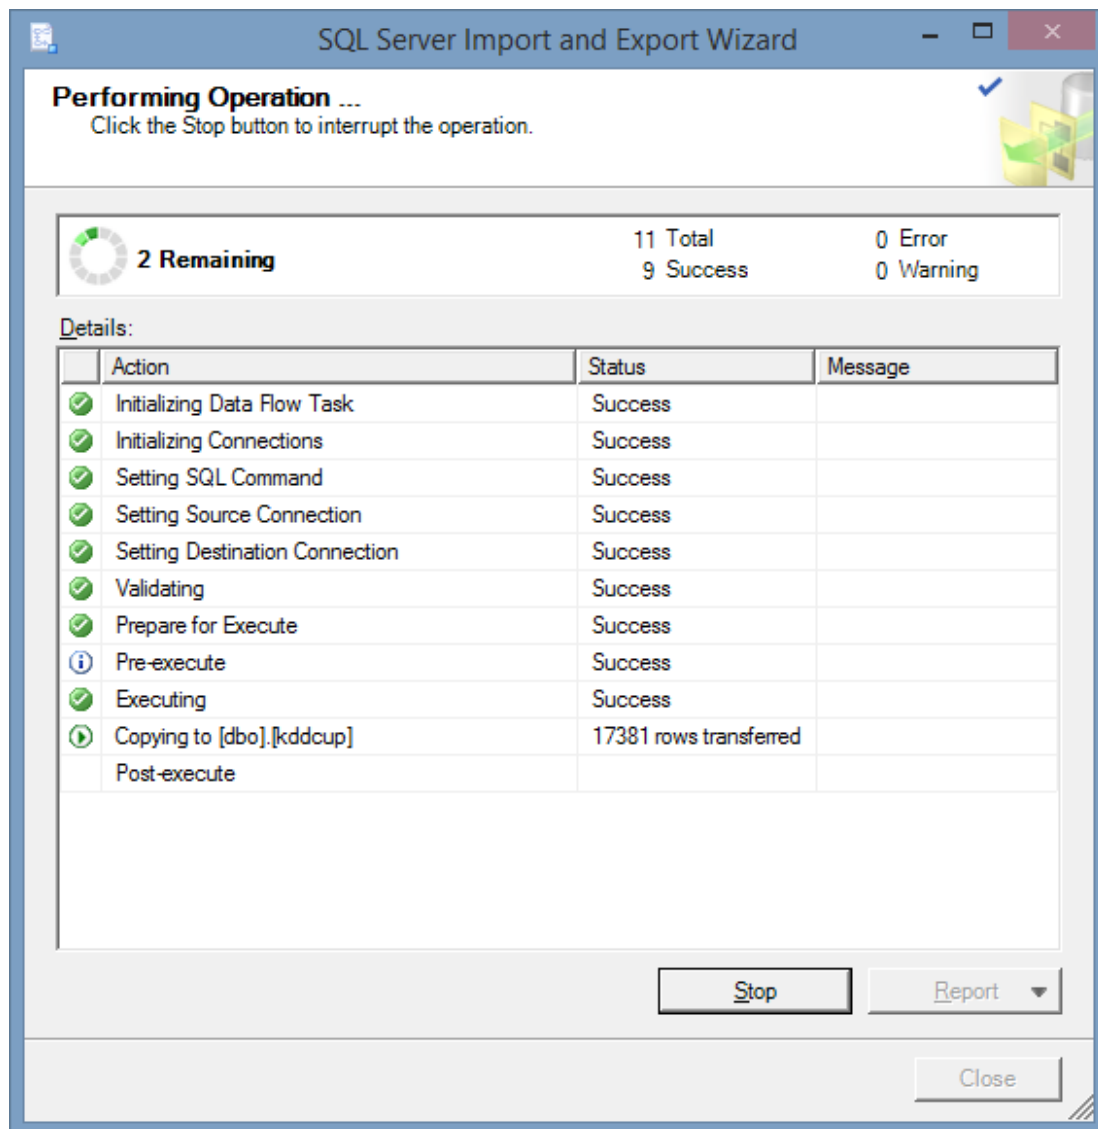 SQL Server Import and Export Wizard
Performing Operation ...
Click the Stop button to interrupt the operation.
2 Remaining
11 Total
0 Error
9 Success
0 Warning
Details:
Action Status Message
Initializing Data Flow Task Success
Initializing Connections Success
Setting SQL Command Success
Setting Source Connection Success
Setting Destination Connection Success
Validating Success
Prepare for Execute Success
Pre-execute Success
Executing Success
Copying to [dbo].[kddcup] 17381 rows transferred
Post-execute
Stop Report
Close